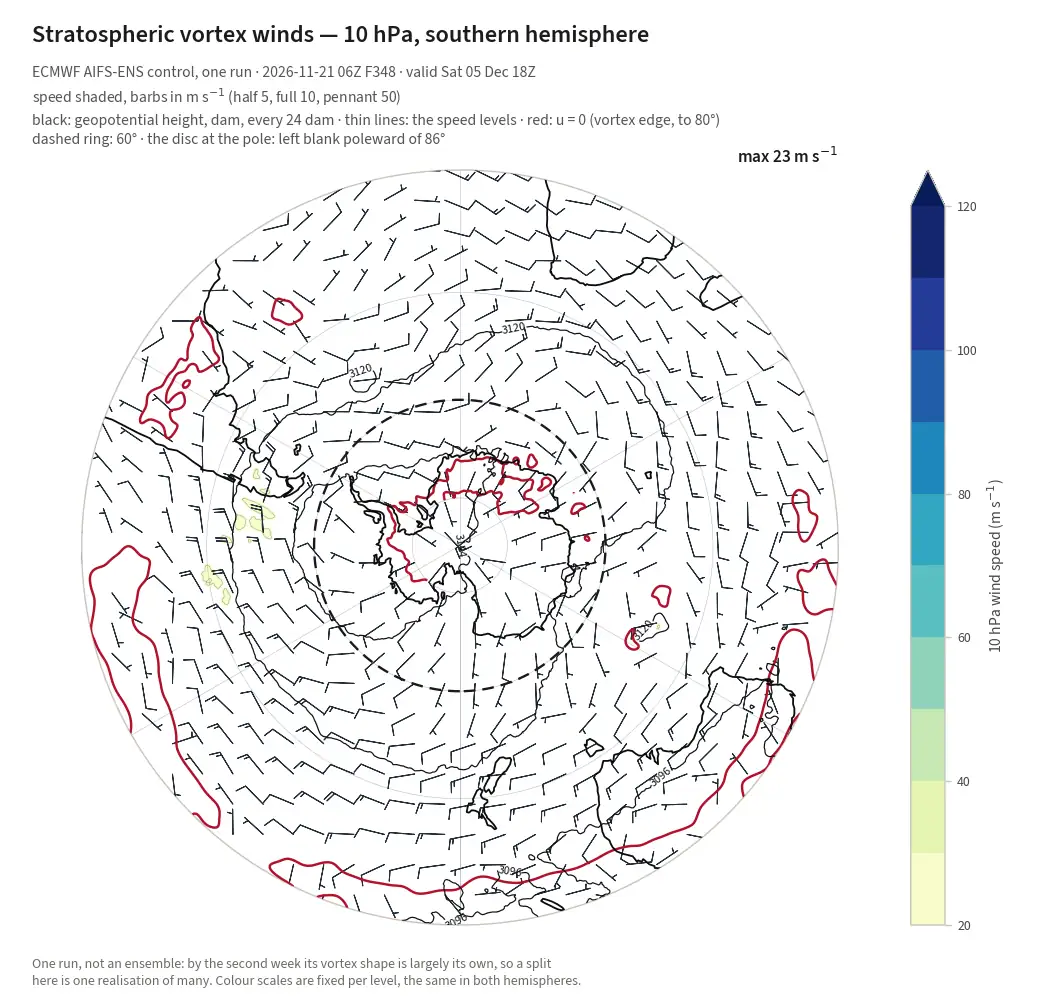 Stratospheric vortex winds — 10 hPa, southern hemisphere
ECMWF AIFS-ENS control, one run · 2026-11-21 06Z F348 · valid Sat 05 Dec 18Z
speed shaded, barbs in m s⁻¹ (half 5, full 10, pennant 50)
black: geopotential height, dam, every 24 dam · thin lines: the speed levels · red: u = 0 (vortex edge, to 80°)
dashed ring: 60° · the disc at the pole: left blank poleward of 86°
max 23 m s⁻¹
120
100
80
60
40
20
10 hPa wind speed (m s⁻¹)
3120
3120
3120
3096
3096
3096
One run, not an ensemble: by the second week its vortex shape is largely its own, so a split
here is one realisation of many. Colour scales are fixed per level, the same in both hemispheres.